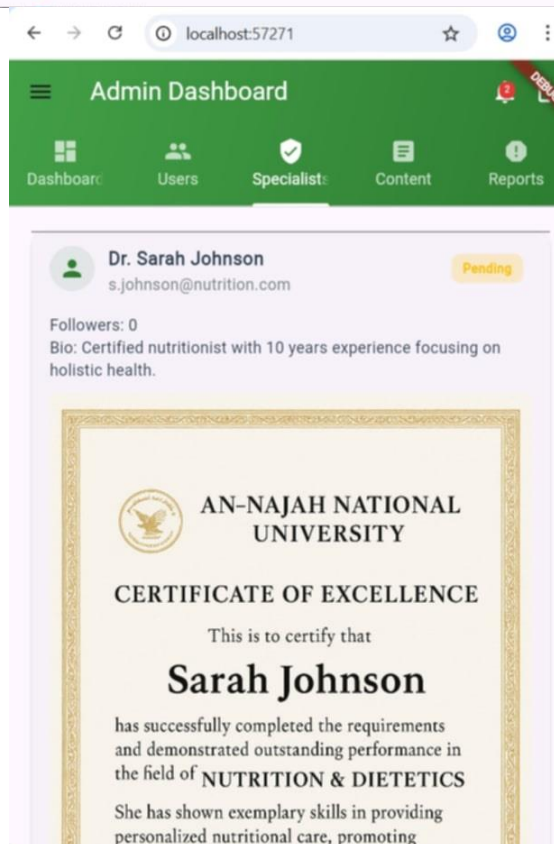 localhost:57271
Admin Dashboard
2
Dashboard
Users
Specialists
Content
Reports
Dr. Sarah Johnson
s.johnson@nutrition.com
Pending
Followers: 0
Bio: Certified nutritionist with 10 years experience focusing on
holistic health.
AN-NAJAH NATIONAL
UNIVERSITY
CERTIFICATE OF EXCELLENCE
This is to certify that
Sarah Johnson
has successfully completed the requirements
and demonstrated outstanding performance in
the field of NUTRITION & DIETETICS
She has shown exemplary skills in providing
personalized nutritional care, promoting